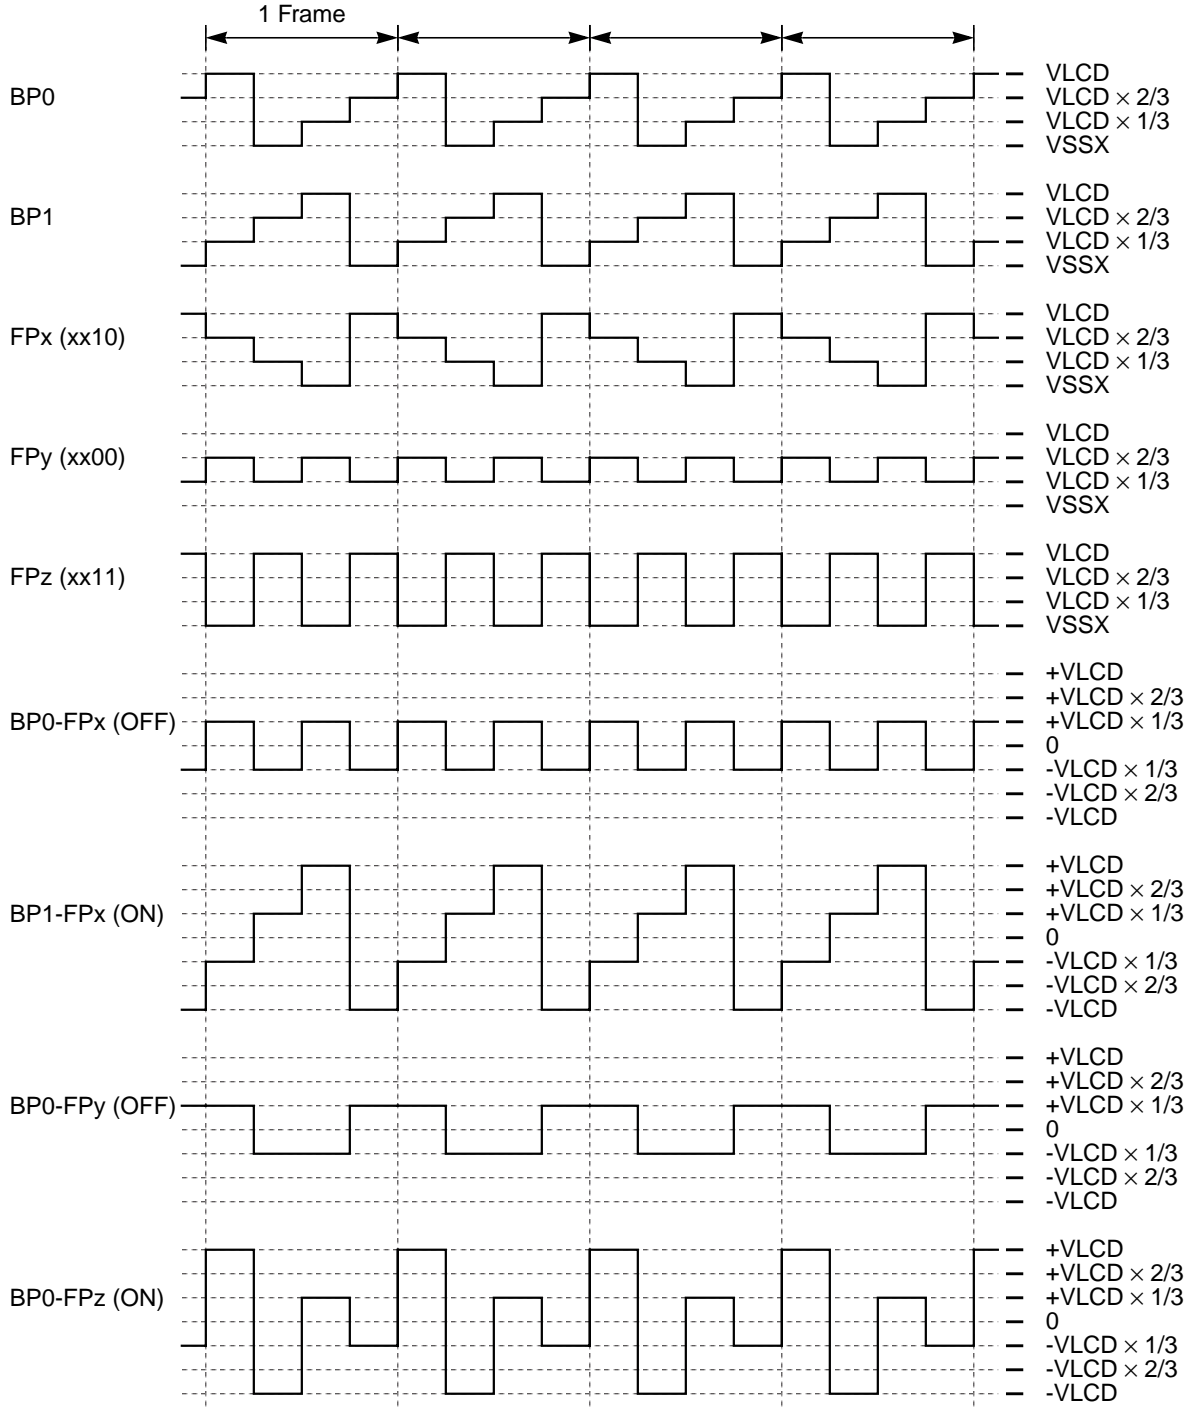 1 Frame
BP0
VLCD
VLCD × 2/3
VLCD × 1/3
VSSX
BP1
VLCD
VLCD × 2/3
VLCD × 1/3
VSSX
FPx (xx10)
VLCD
VLCD × 2/3
VLCD × 1/3
VSSX
FPy (xx00)
VLCD
VLCD × 2/3
VLCD × 1/3
VSSX
FPz (xx11)
VLCD
VLCD × 2/3
VLCD × 1/3
VSSX
BP0-FPx (OFF)
+VLCD
+VLCD × 2/3
+VLCD × 1/3
0
-VLCD × 1/3
-VLCD × 2/3
-VLCD
BP1-FPx (ON)
+VLCD
+VLCD × 2/3
+VLCD × 1/3
0
-VLCD × 1/3
-VLCD × 2/3
-VLCD
BP0-FPy (OFF)
+VLCD
+VLCD × 2/3
+VLCD × 1/3
0
-VLCD × 1/3
-VLCD × 2/3
-VLCD
BP0-FPz (ON)
+VLCD
+VLCD × 2/3
+VLCD × 1/3
0
-VLCD × 1/3
-VLCD × 2/3
-VLCD